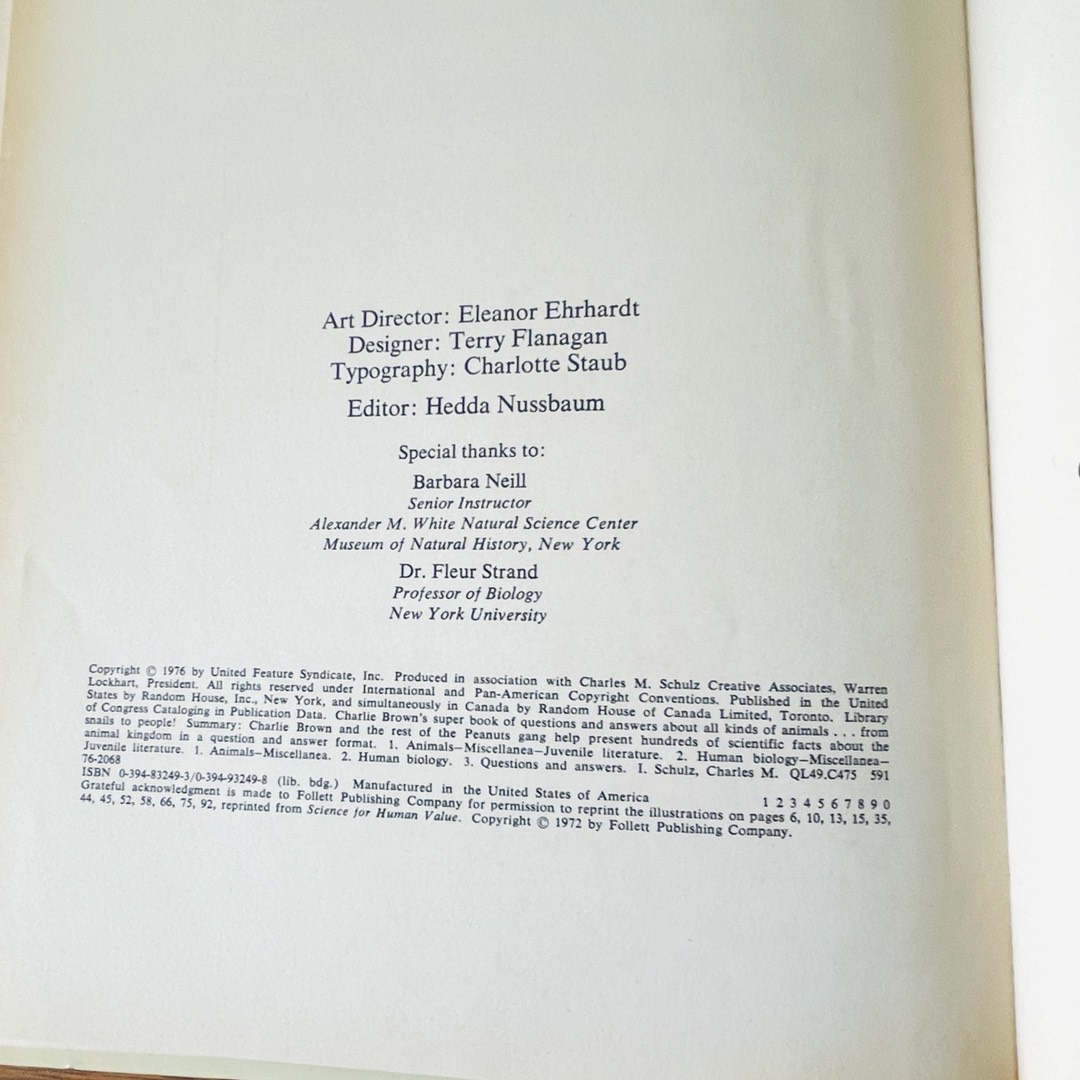 Art Director: Eleanor Ehrhardt
Designer: Terry Flanagan
Typography: Charlotte Staub
Editor: Hedda Nussbaum
Special thanks to:
Barbara Neill
Senior Instructor
Alexander M. White Natural Science Center
Museum of Natural History, New York
Dr. Fleur Strand
Professor of Biology
New York University
Copyright © 1976 by United Feature Syndicate, Inc. Produced in association with Charles M. Schulz Creative Associates, Warren
Lockhart, President. All rights reserved under International and Pan-American Copyright Conventions. Published in the United
States by Random House, Inc., New York, and simultaneously in Canada by Random House of Canada Limited, Toronto. Library
of Congress Cataloging in Publication Data. Charlie Brown's super book of questions and answers about all kinds of animals . . . from
snails to people! Summary: Charlie Brown and the rest of the Peanuts gang help present hundreds of scientific facts about the
animal kingdom in a question and answer format. 1. Animals—Miscellanea—Juvenile literature. 2. Human biology—Miscellanea—
Juvenile literature. 1. Animals—Miscellanea. 2. Human biology. 3. Questions and answers. I. Schulz, Charles M. QL49.C475 591
76-2068
ISBN 0-394-83249-3/0-394-93249-8 (lib. bdg.) Manufactured in the United States of America 1 2 3 4 5 6 7 8 9 0
Grateful acknowledgment is made to Follett Publishing Company for permission to reprint the illustrations on pages 6, 10, 13, 15, 35,
44, 45, 52, 58, 66, 75, 92, reprinted from Science for Human Value. Copyright © 1972 by Follett Publishing Company.